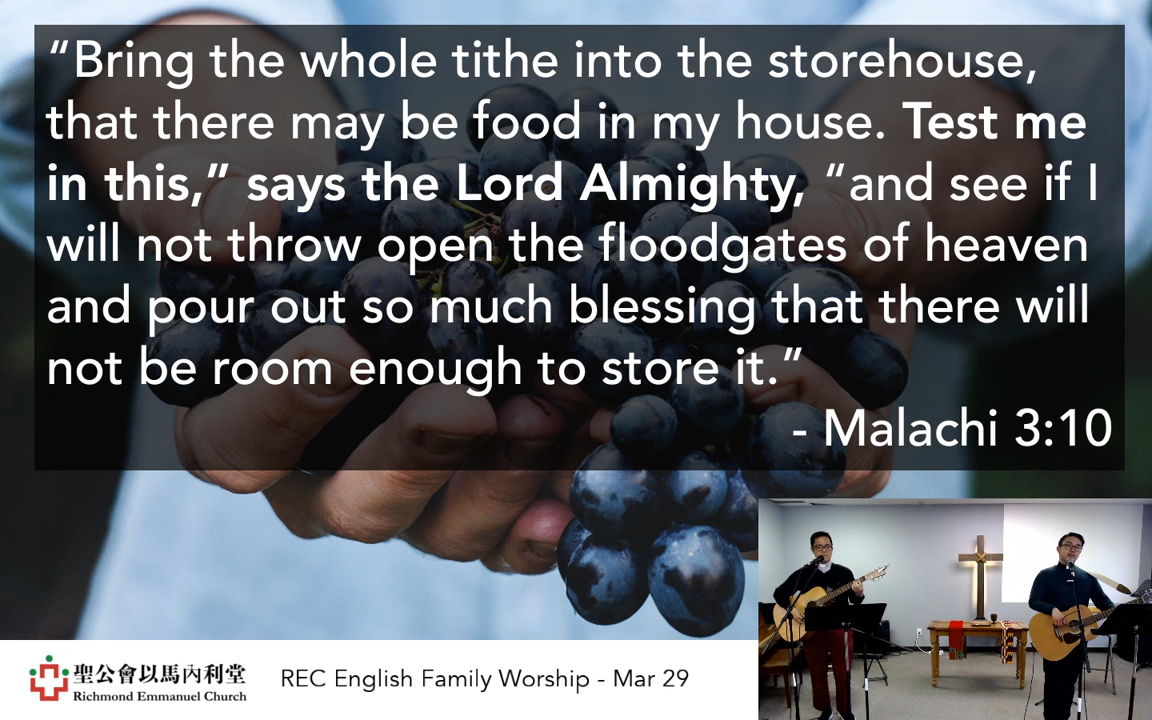 “Bring the whole tithe into the storehouse,
that there may be food in my house. Test me
in this,” says the Lord Almighty, “and see if I
will not throw open the floodgates of heaven
and pour out so much blessing that there will
not be room enough to store it.”
- Malachi 3:10
聖公會以馬內利堂
Richmond Emmanuel Church
REC English Family Worship - Mar 29